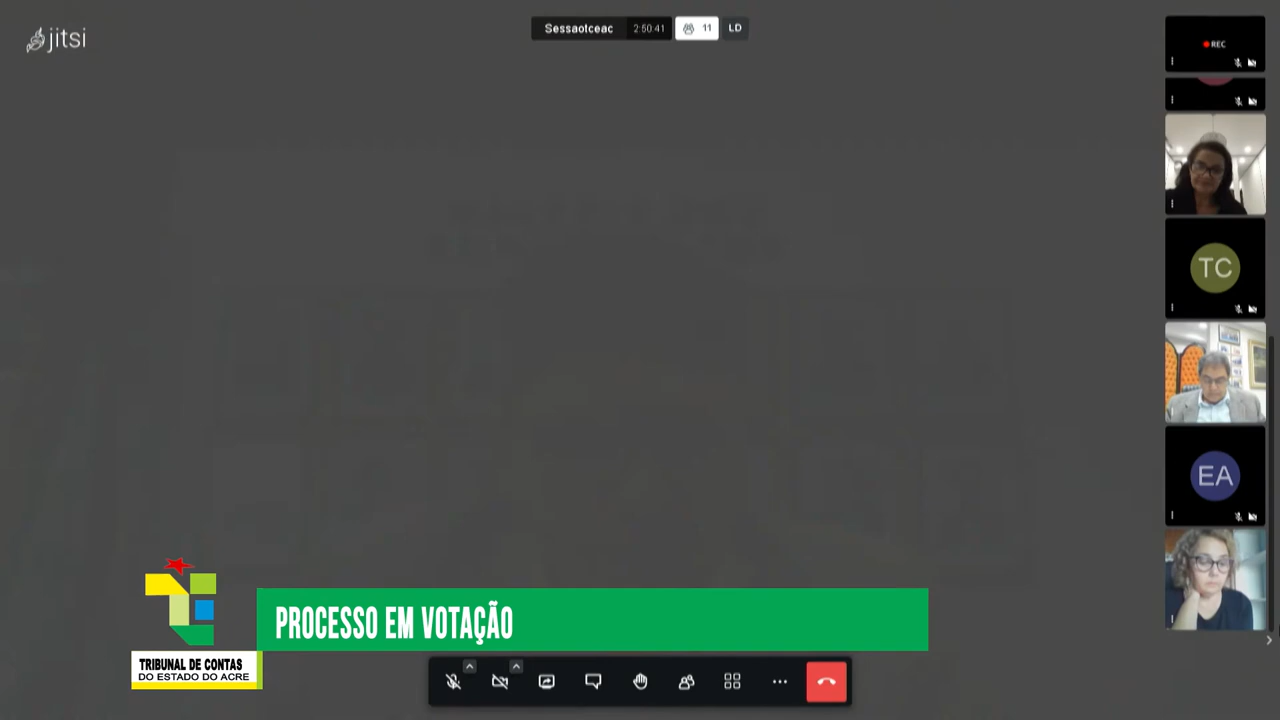 jitsi
Sessaotceac 2:50:41 11 LD
REC
TC
EA
PROCESSO EM VOTAÇÃO
TRIBUNAL DE CONTAS
DO ESTADO DO ACRE